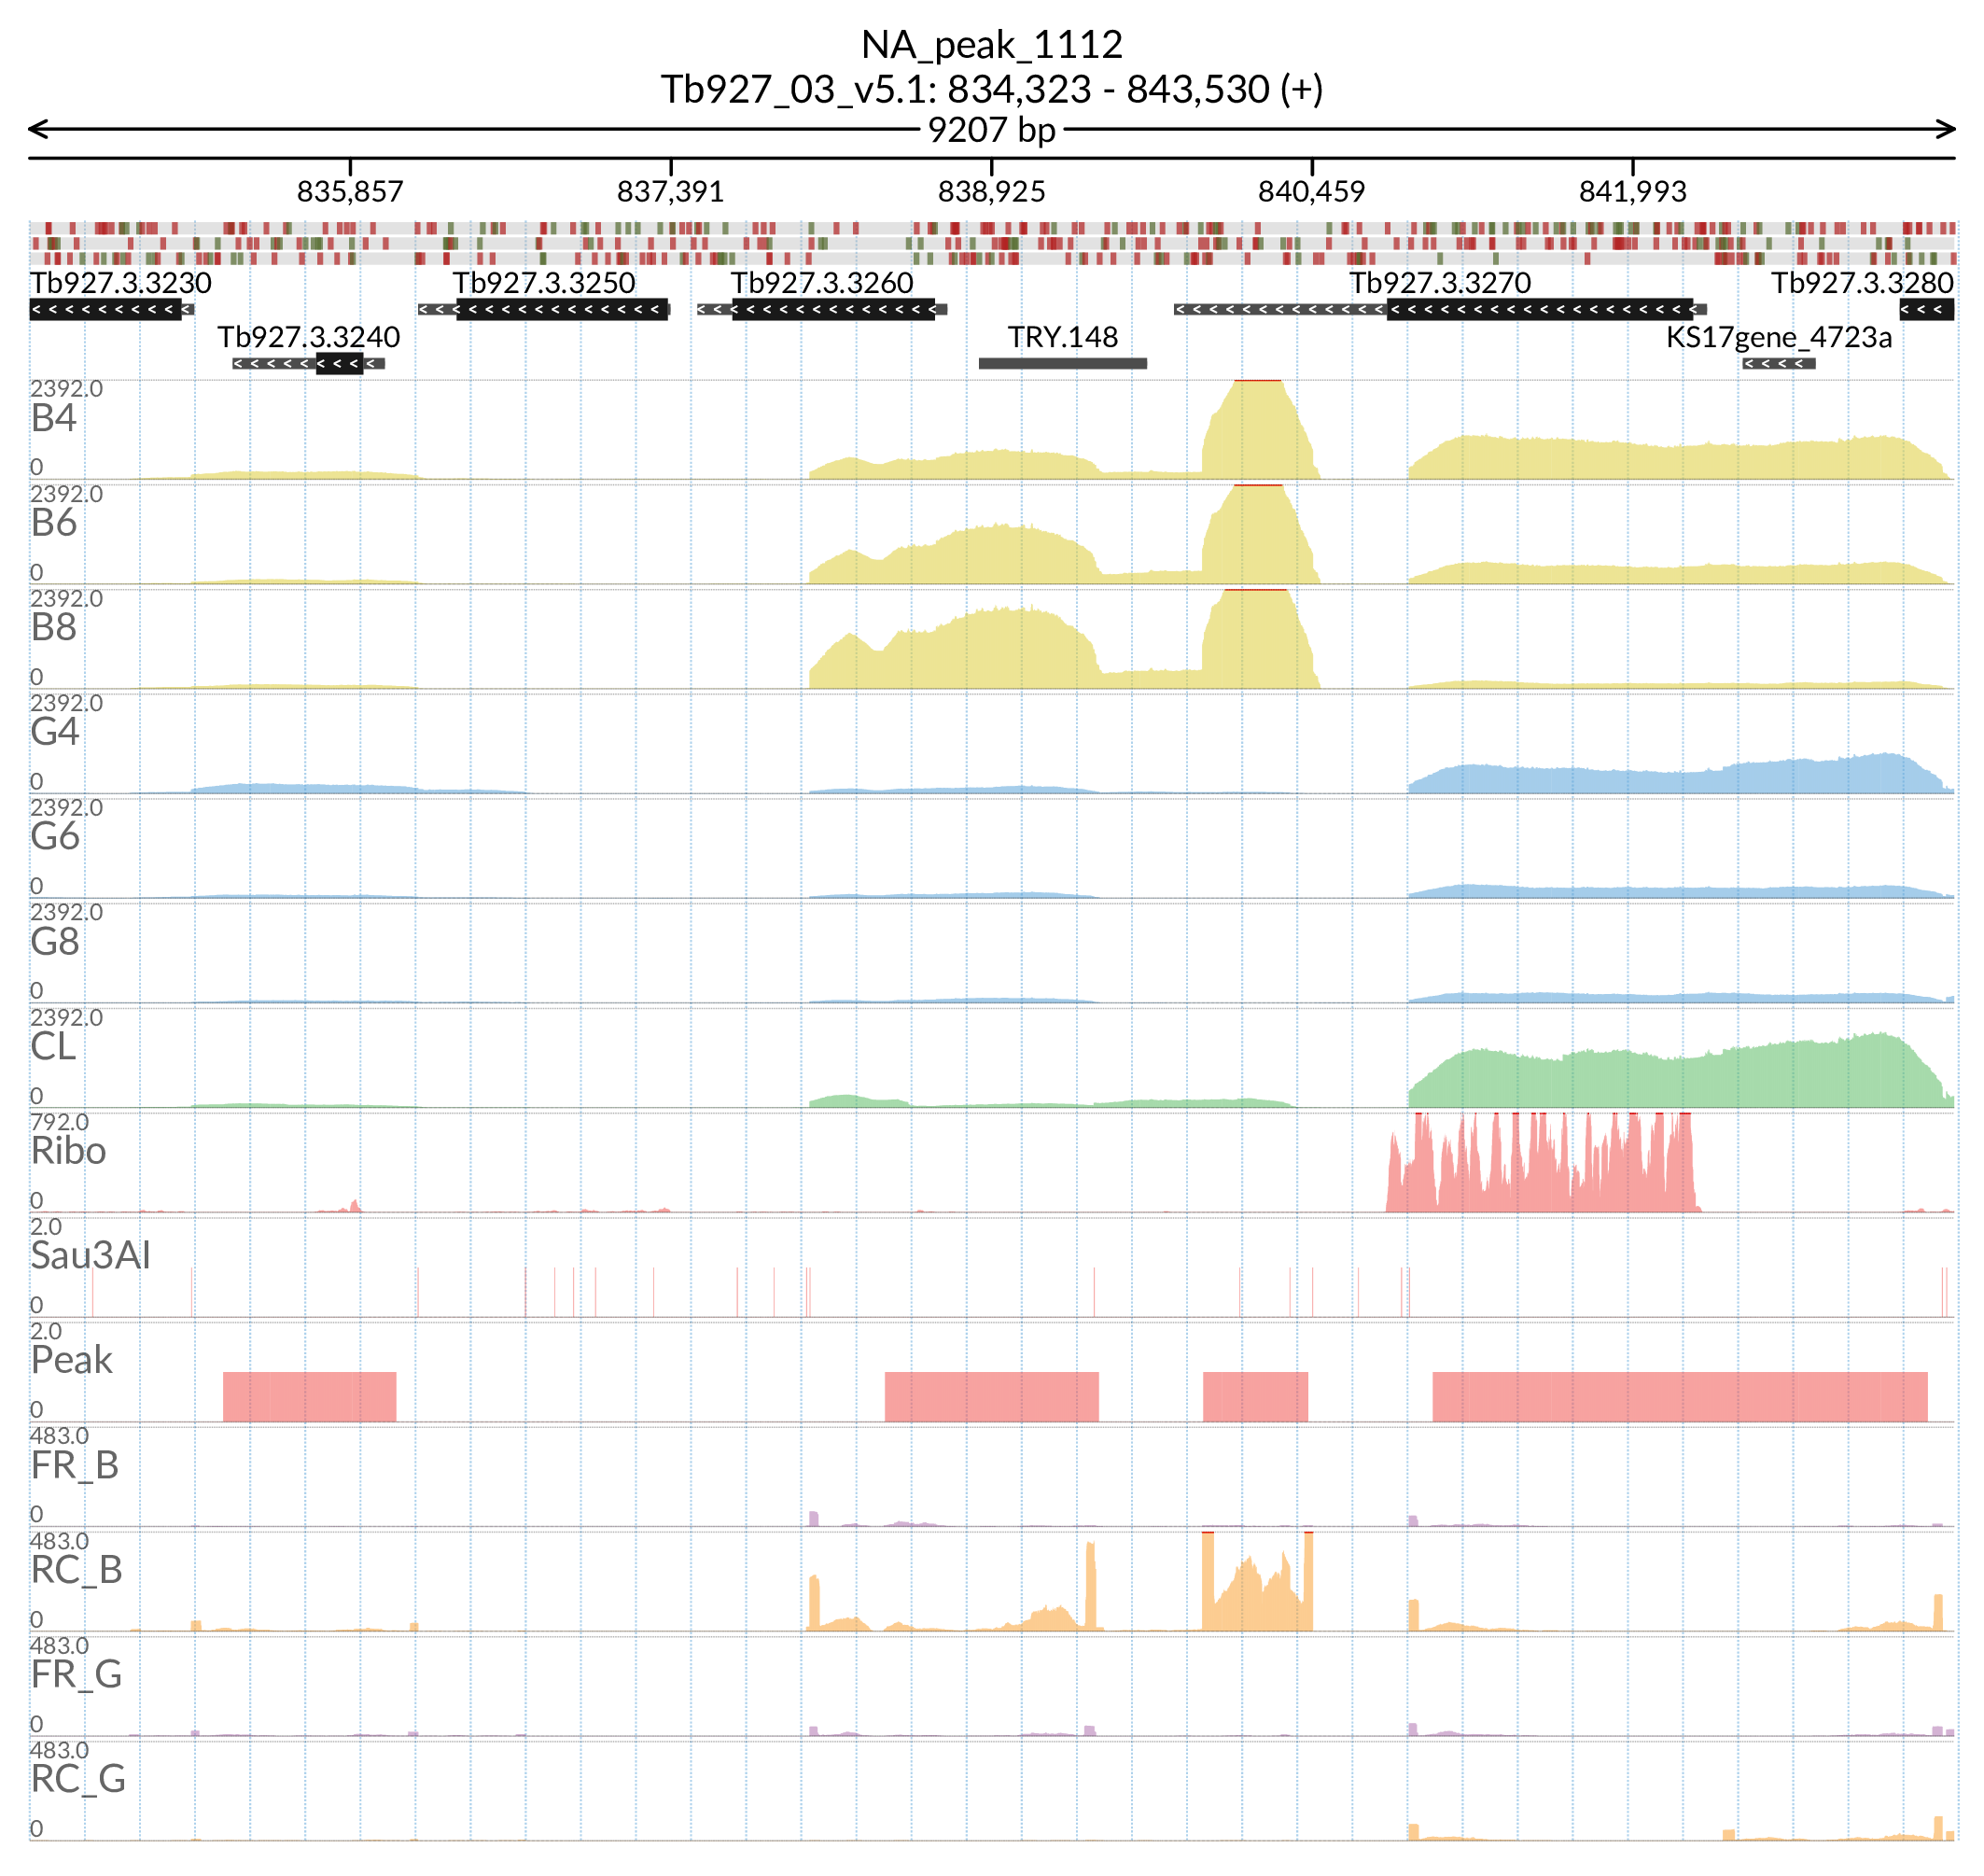 NA_peak_1112
Tb927_03_v5.1: 834,323 - 843,530 (+)
9207 bp
835,857 837,391 838,925 840,459 841,993
Tb927.3.3230 Tb927.3.3250 Tb927.3.3260 Tb927.3.3270 Tb927.3.3280
Tb927.3.3240 TRY.148 KS17gene_4723a
2392.0
B4
0
2392.0
B6
0
2392.0
B8
0
2392.0
G4
0
2392.0
G6
0
2392.0
G8
0
2392.0
CL
0
792.0
Ribo
0
2.0
Sau3AI
0
2.0
Peak
0
483.0
FR_B
0
483.0
RC_B
0
483.0
FR_G
0
483.0
RC_G
0